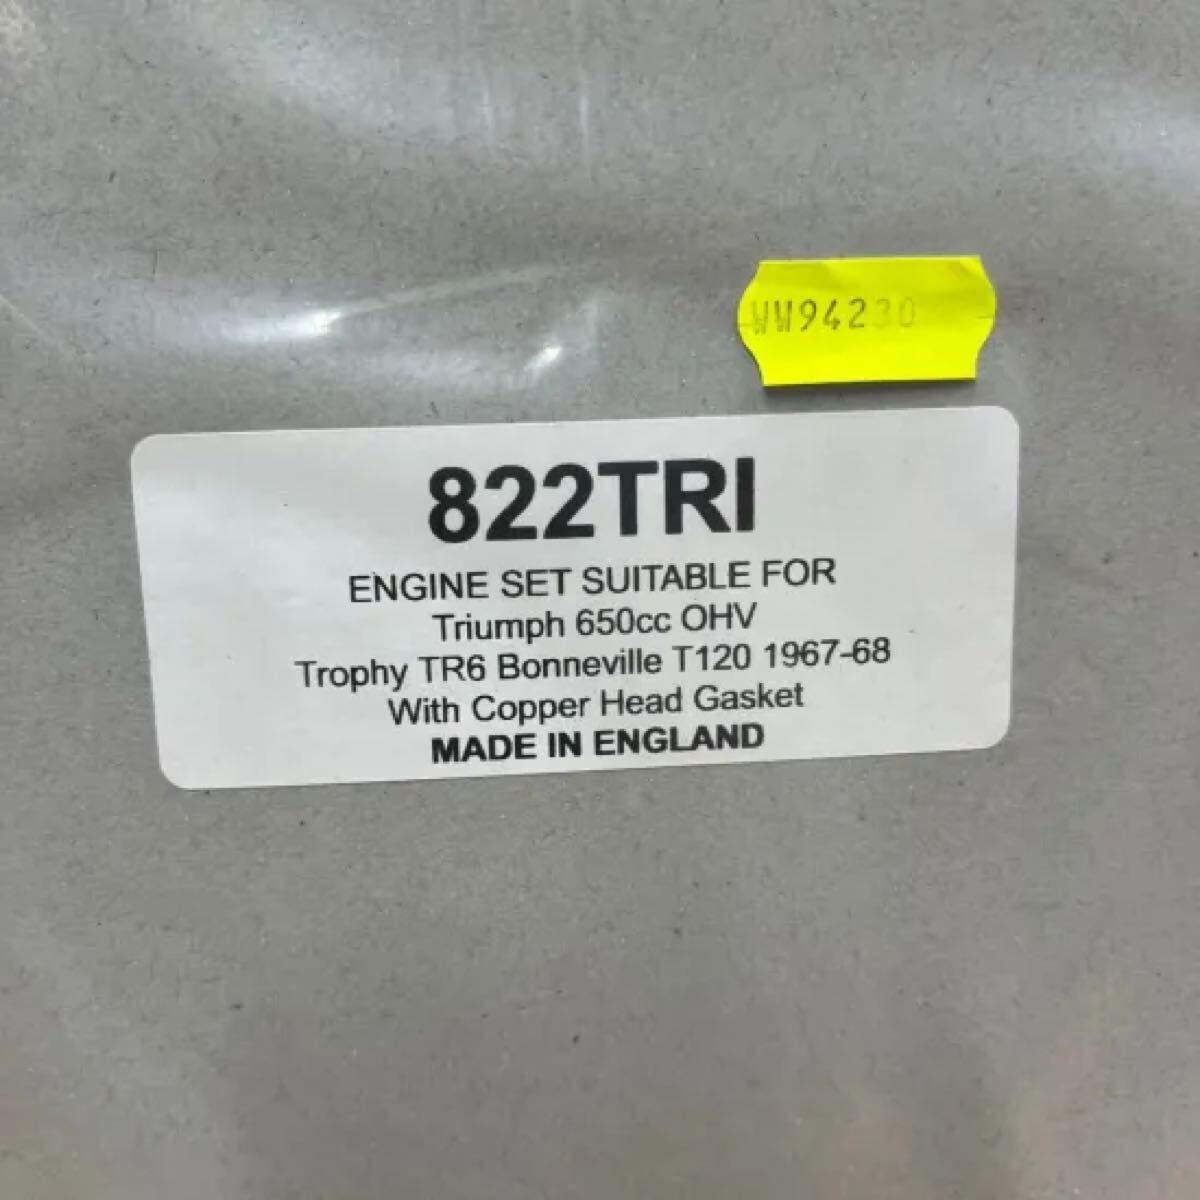 WW94230
822TRI
ENGINE SET SUITABLE FOR
Triumph 650cc OHV
Trophy TR6 Bonneville T120 1967-68
With Copper Head Gasket
MADE IN ENGLAND